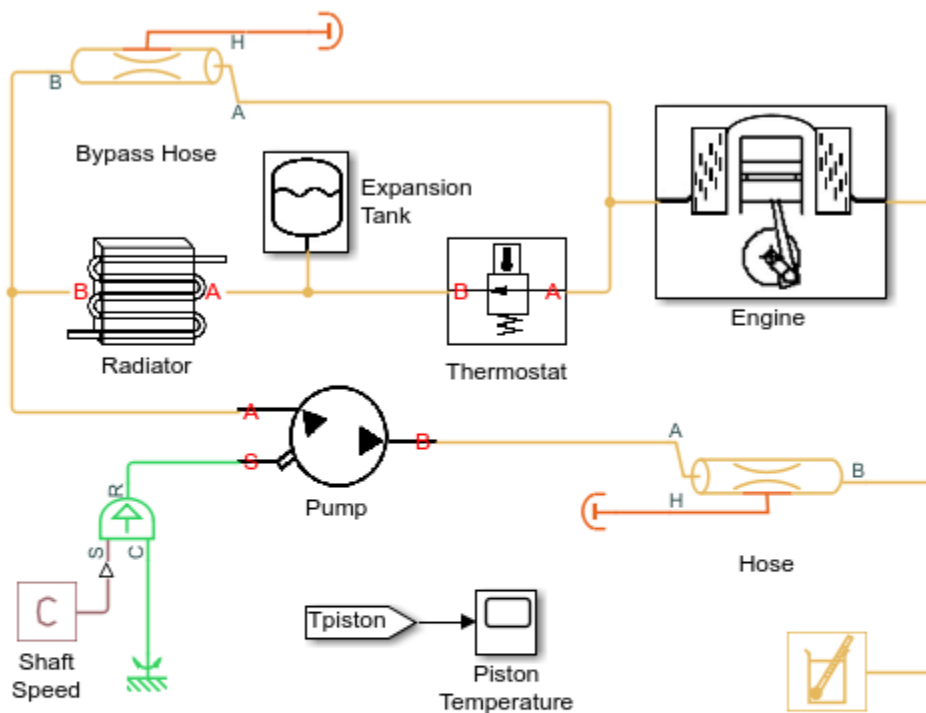 H
B
A
Bypass Hose
Expansion
Tank
B
A
B
A
Radiator
Thermostat
Engine
A
S
B
Pump
A
B
H
Hose
R
S
C
C
Shaft
Speed
Tpiston
Piston
Temperature